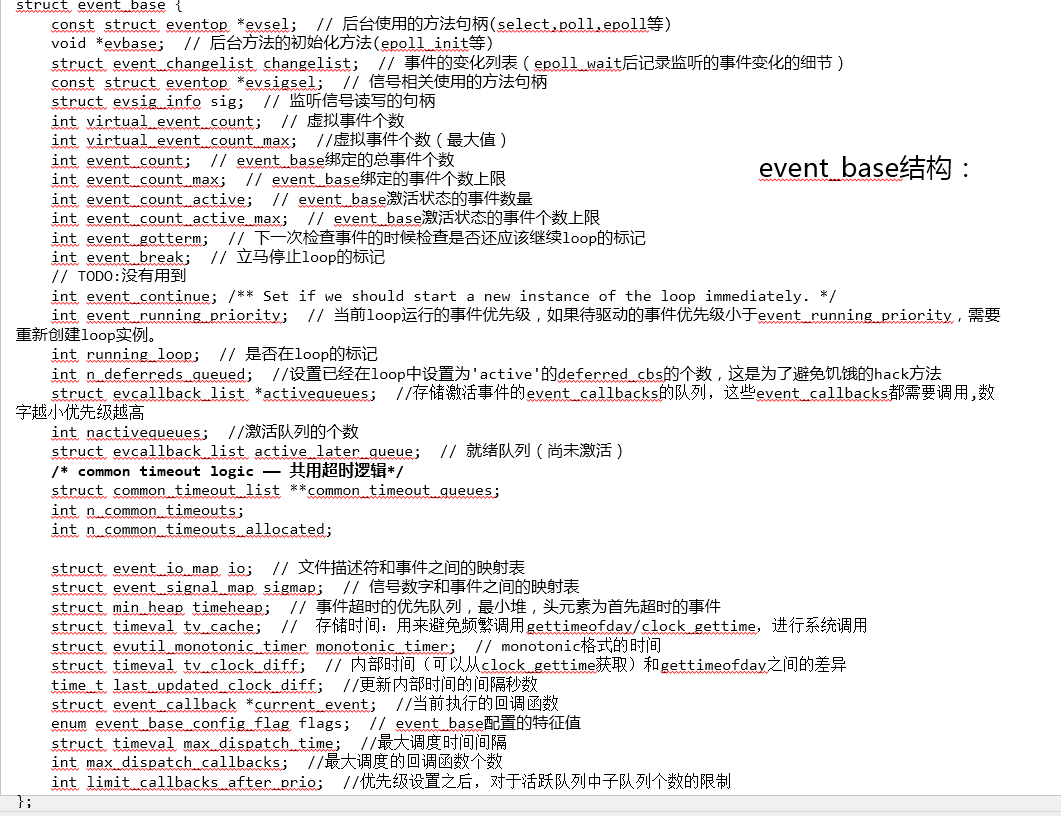 struct event_base {
const struct eventop *evsel;  // 后台使用的方法句柄(select,poll,epoll等)
void *evbase;  // 后台方法的初始化方法(epoll_init等)
struct event_changelist changelist;  // 事件的变化列表（epoll_wait后记录监听的事件变化的细节）
const struct eventop *evsigsel;  // 信号相关使用的方法句柄
struct evsig_info sig;  // 监听信号读写的句柄
int virtual_event_count;  // 虚拟事件个数
int virtual_event_count_max;  //虚拟事件个数（最大值）
int event_count;  // event_base绑定的总事件个数
int event_count_max;  // event_base绑定的事件个数上限
int event_count_active;  // event_base激活状态的事件数量
int event_count_active_max;  // event_base激活状态的事件个数上限
int event_gotterm;  // 下一次检查事件的时候检查是否还应该继续loop的标记
int event_break;  // 立马停止loop的标记
// TODO:没有用到
int event_continue; /** Set if we should start a new instance of the loop immediately. */
int event_running_priority;  // 当前loop运行的事件优先级，如果待驱动的事件优先级小于event_running_priority，需要
重新创建loop实例。
int running_loop;  // 是否在loop的标记
int n_deferreds_queued;  //设置已经在loop中设置为'active'的deferred_cbs的个数，这是为了避免饥饿的hack方法
struct evcallback_list *activequeues;  //存储激活事件的event_callbacks的队列，这些event_callbacks都需要调用,数
字越小优先级越高
int nactivequeues;  //激活队列的个数
struct evcallback_list active_later_queue;  // 就绪队列（尚未激活）
/* common timeout logic —— 共用超时逻辑*/
struct common_timeout_list **common_timeout_queues;
int n_common_timeouts;
int n_common_timeouts_allocated;
struct event_io_map io;  // 文件描述符和事件之间的映射表
struct event_signal_map sigmap;  // 信号数字和事件之间的映射表
struct min_heap timeheap;  // 事件超时的优先队列，最小堆，头元素为首先超时的事件
struct timeval tv_cache;  //  存储时间：用来避免频繁调用gettimeofday/clock_gettime，进行系统调用
struct evutil_monotonic_timer monotonic_timer;  // monotonic格式的时间
struct timeval tv_clock_diff;  // 内部时间（可以从clock_gettime获取）和gettimeofday之间的差异
time_t last_updated_clock_diff;  //更新内部时间的间隔秒数
struct event_callback *current_event;  //当前执行的回调函数
enum event_base_config_flag flags;  // event_base配置的特征值
struct timeval max_dispatch_time;  //最大调度时间间隔
int max_dispatch_callbacks;  //最大调度的回调函数个数
int limit_callbacks_after_prio;  //优先级设置之后，对于活跃队列中子队列个数的限制
};
event_base结构：